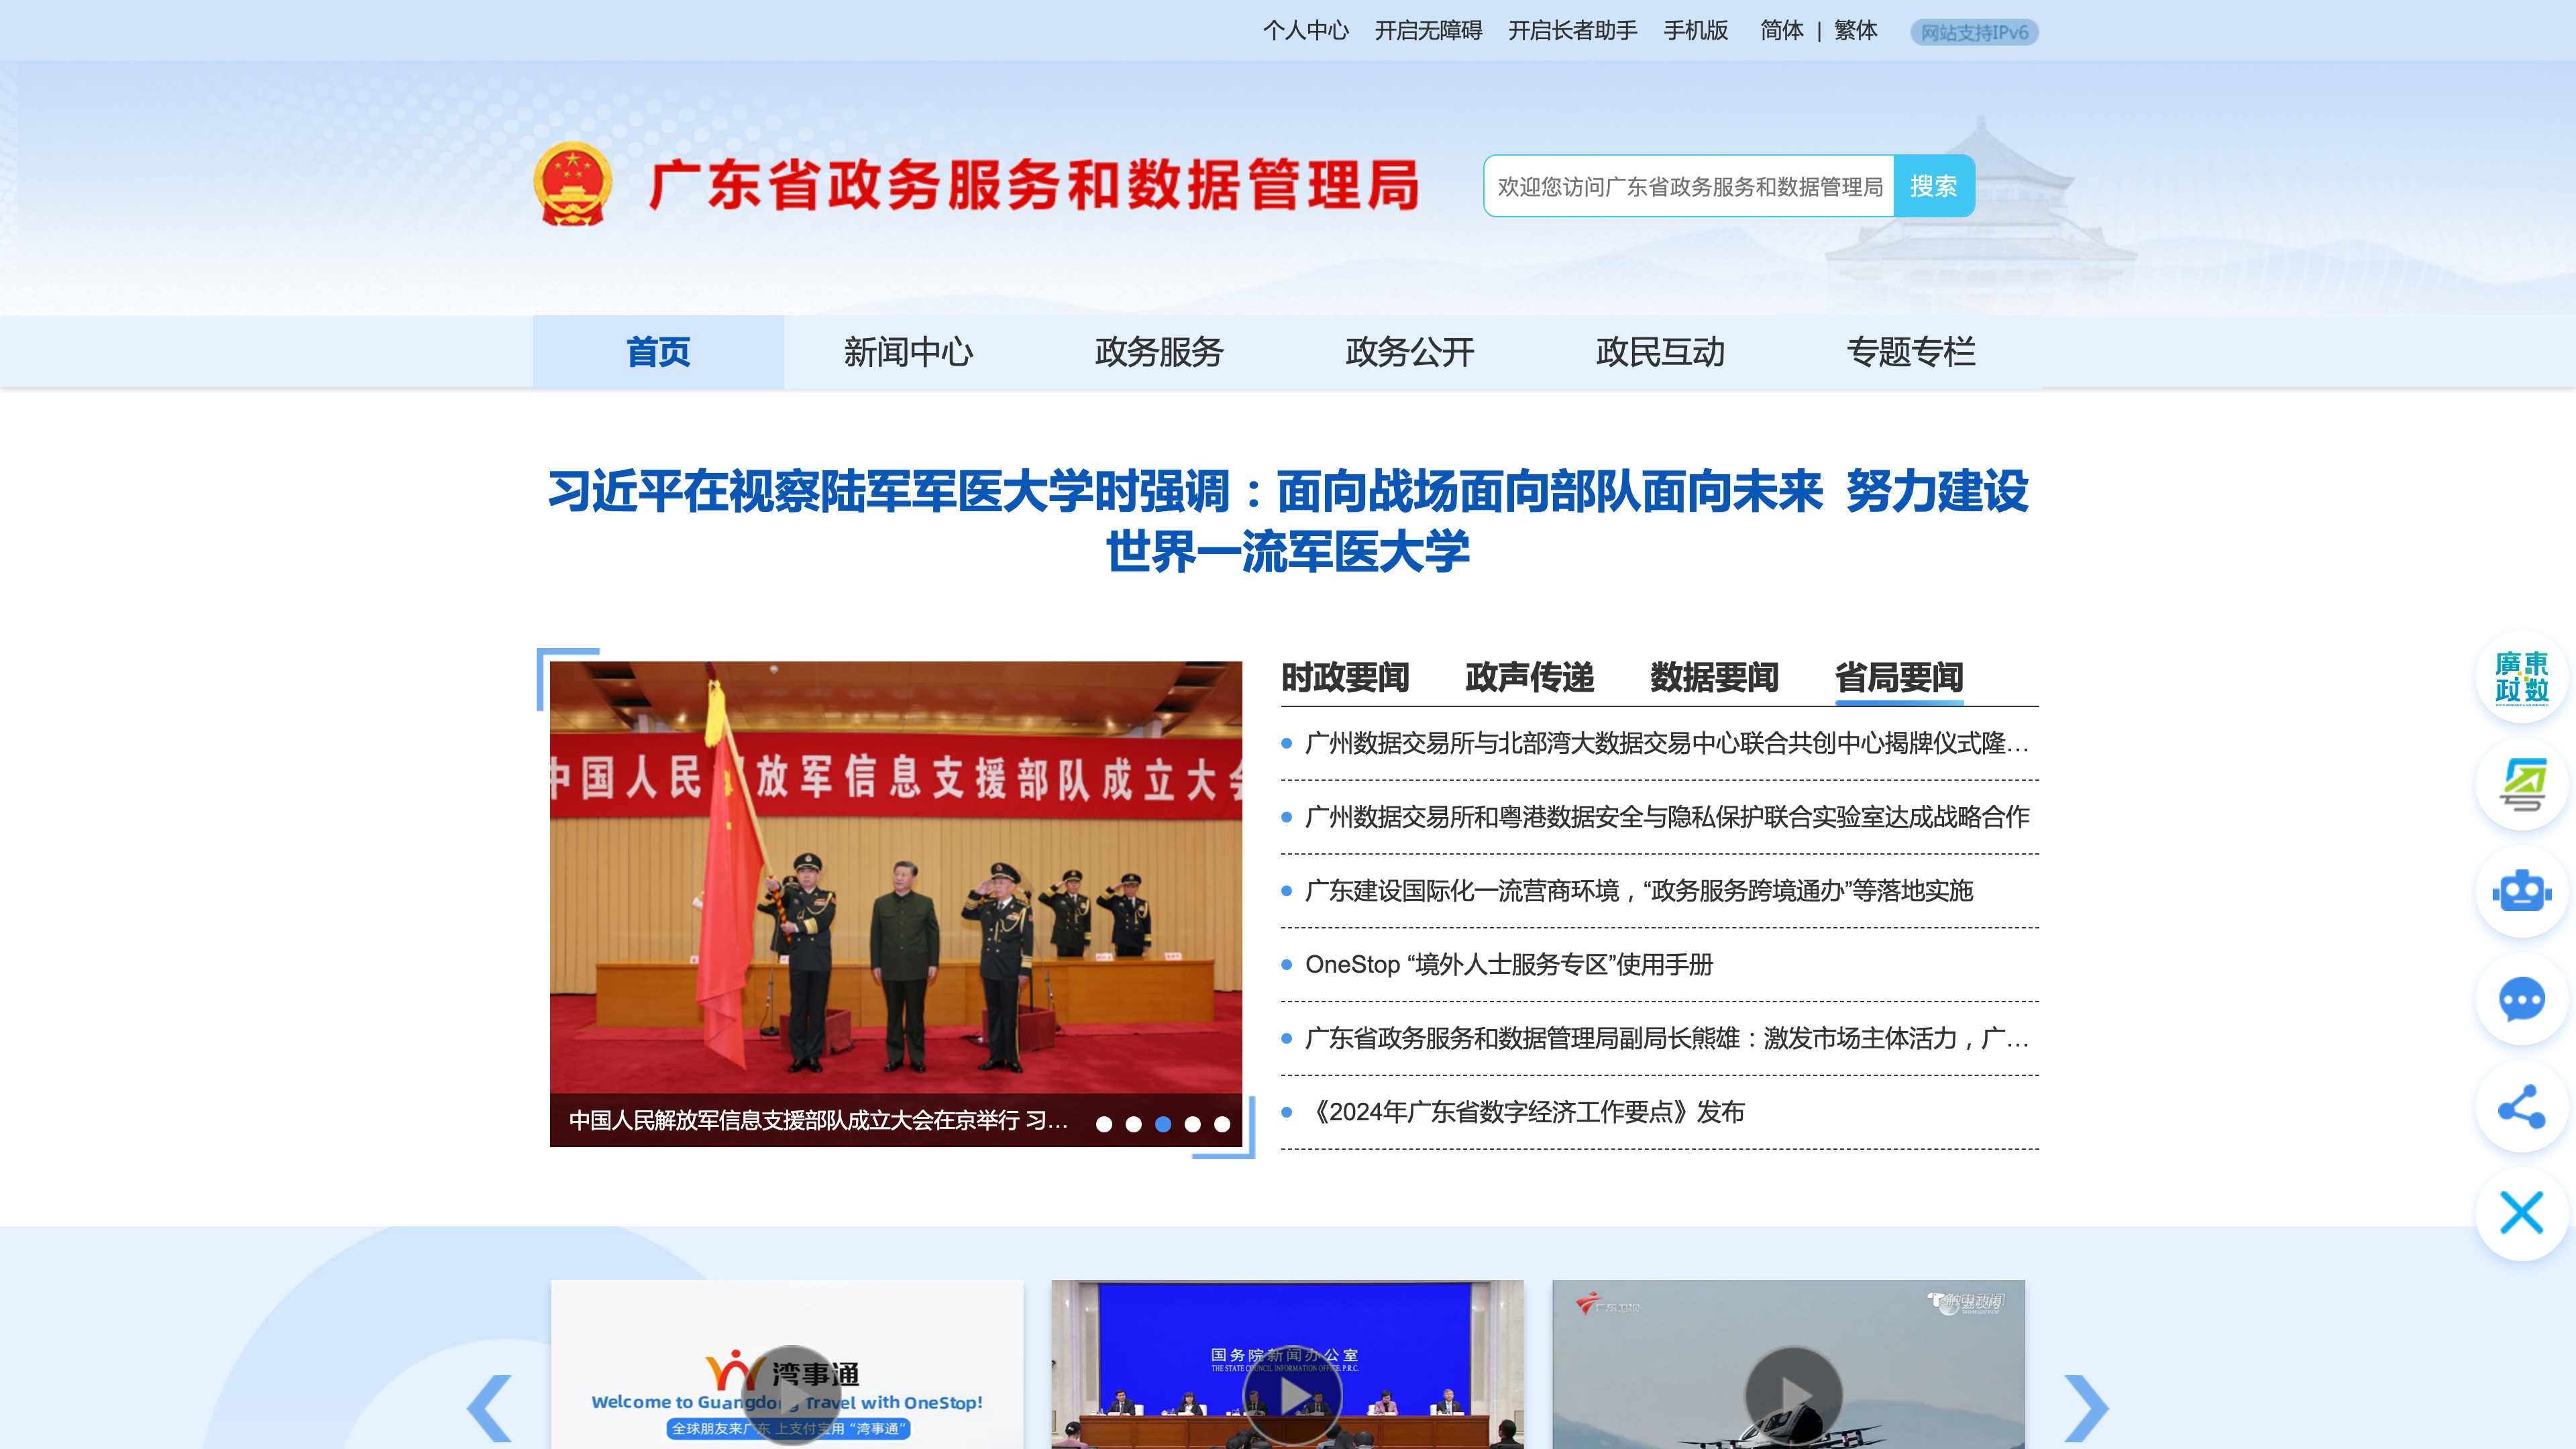 个人中心 开启无障碍 开启长者助手 手机版 简体 | 繁体 网站支持IPv6
广东省政务服务和数据管理局
欢迎您访问广东省政务服务和数据管理局 搜索
首页 新闻中心 政务服务 政务公开 政民互动 专题专栏
习近平在视察陆军军医大学时强调：面向战场面向部队面向未来 努力建设
世界一流军医大学
中国人民 放军信息支援部队成立大会
中国人民解放军信息支援部队成立大会在京举行 习…
时政要闻 政声传递 数据要闻 省局要闻
广州数据交易所与北部湾大数据交易中心联合共创中心揭牌仪式隆…
广州数据交易所和粤港数据安全与隐私保护联合实验室达成战略合作
广东建设国际化一流营商环境，“政务服务跨境通办”等落地实施
OneStop “境外人士服务专区”使用手册
广东省政务服务和数据管理局副局长熊雄：激发市场主体活力，广…
《2024年广东省数字经济工作要点》发布
廣東
政数
湾事通
Welcome to Guangdong Travel with OneStop!
全球朋友来广东 上支付宝用 “湾事通”
国务院新闻办公室
THE STATE COUNCIL INFORMATION OFFICE, P.R.C.
广东卫视